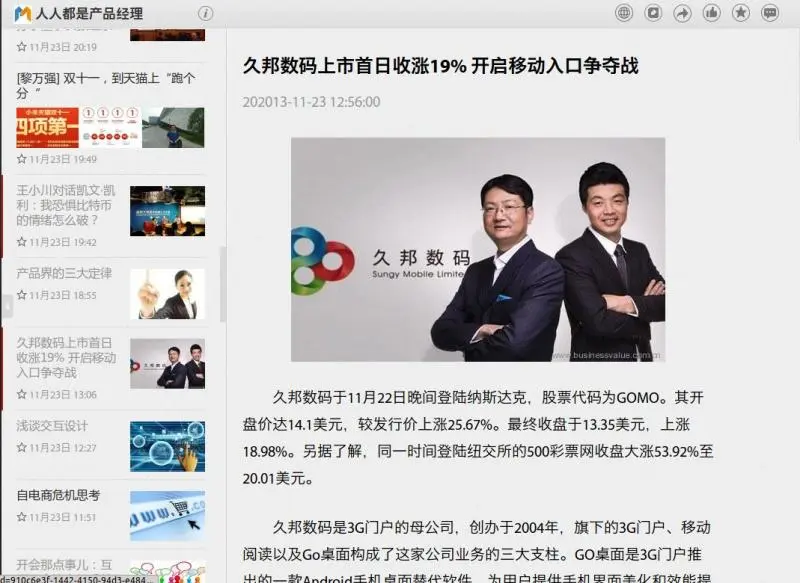 人人都是产品经理
11月23日 20:19
[黎万强] 双十一，到天猫上“跑个
分“
四项第一
11月23日 19:49
王小川对话凯文·凯
利：我恐惧比特币
的情绪怎么破？
11月23日 19:42
产品界的三大定律
11月23日 18:55
久邦数码上市首日
收涨19% 开启移动
入口争夺战
11月23日 13:06
浅谈交互设计
11月23日 12:27
自电商危机思考
www.
11月23日 11:51
开会那点事儿：互
d=910c6e3f-1442-4150-94d3-e484...
久邦数码上市首日收涨19% 开启移动入口争夺战
202013-11-23 12:56:00
久邦数码
Sungy Mobile Limite
www.businessvalue.com.cn
久邦数码于11月22日晚间登陆纳斯达克，股票代码为GOMO。其开
盘价达14.1美元，较发行价上涨25.67%。最终收盘于13.35美元，上涨
18.98%。另据了解，同一时间登陆纽交所的500彩票网收盘大涨53.92%至
20.01美元。
久邦数码是3G门户的母公司，创办于2004年，旗下的3G门户、移动
阅读以及Go桌面构成了这家公司业务的三大支柱。GO桌面是3G门户推
出的一款Android手机桌面替代软件，为用户提供手机界面美化和效能提